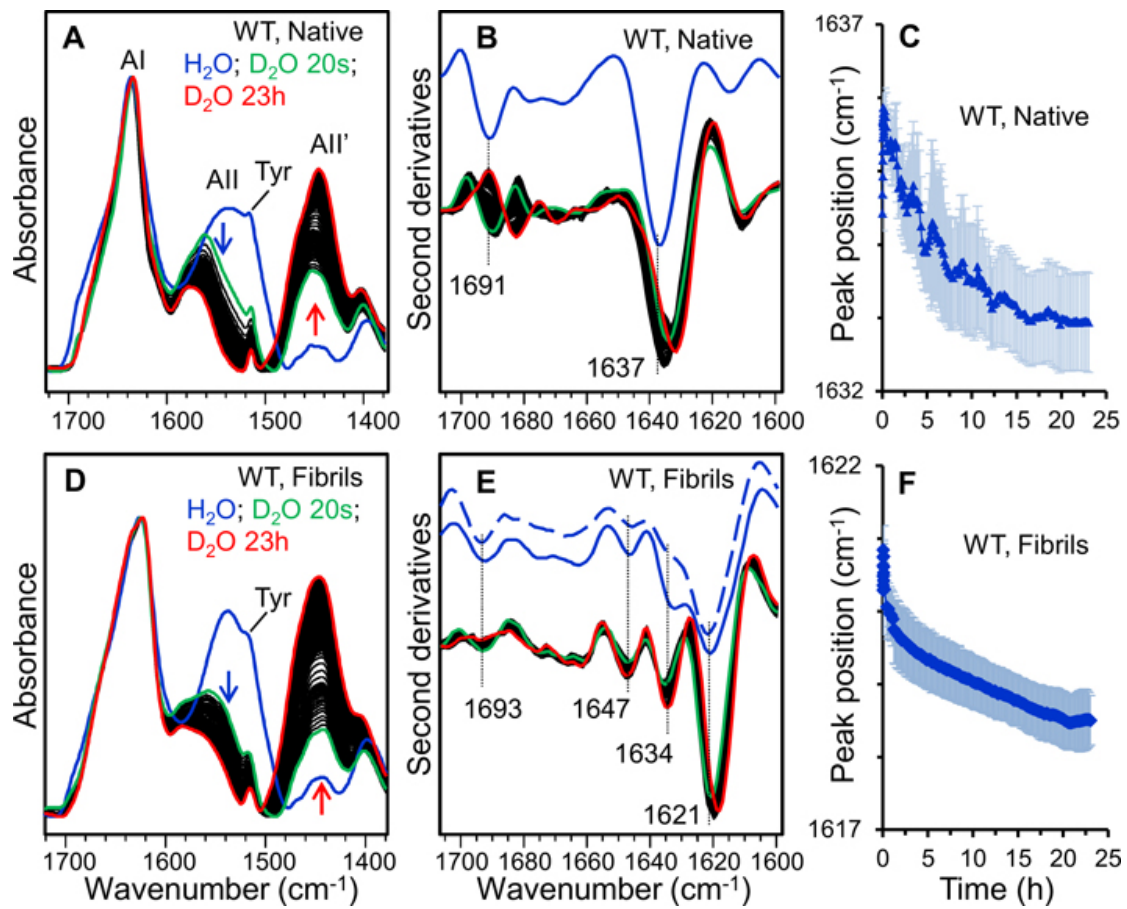 A
WT, Native
AI
H₂O; D₂O 20s;
D₂O 23h
AII
Tyr
AII'
Absorbance
1700 1600 1500 1400
B
WT, Native
Second derivatives
1691
1637
1700 1680 1660 1640 1620 1600
C
1637
WT, Native
Peak position (cm⁻¹)
1632
0 5 10 15 20 25
D
WT, Fibrils
H₂O; D₂O 20s;
D₂O 23h
Tyr
Absorbance
1700 1600 1500 1400
Wavenumber (cm⁻¹)
E
WT, Fibrils
Second derivatives
1693
1647
1634
1621
1700 1680 1660 1640 1620 1600
Wavenumber (cm⁻¹)
1622
F
WT, Fibrils
Peak position (cm⁻¹)
1617
0 5 10 15 20 25
Time (h)